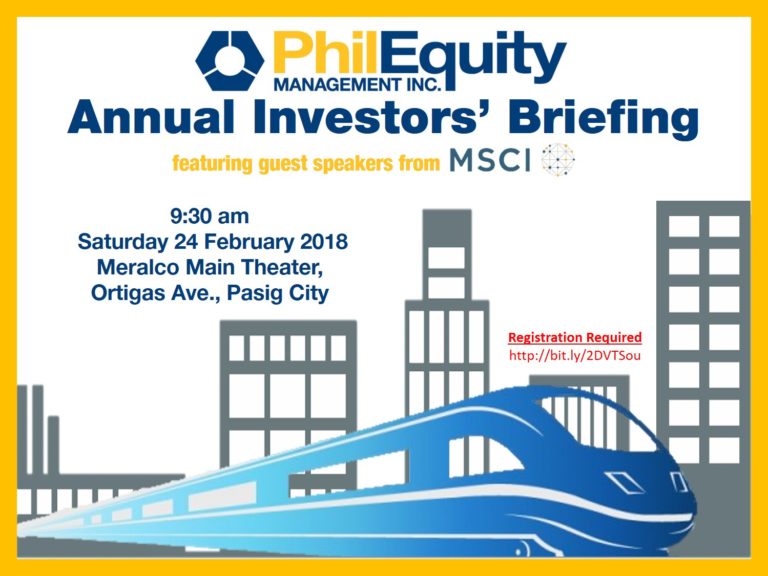 PhilEquity
MANAGEMENT INC.
Annual Investors’ Briefing
featuring guest speakers from MSCI
9:30 am
Saturday 24 February 2018
Meralco Main Theater,
Ortigas Ave., Pasig City
Registration Required
http://bit.ly/2DVTSou